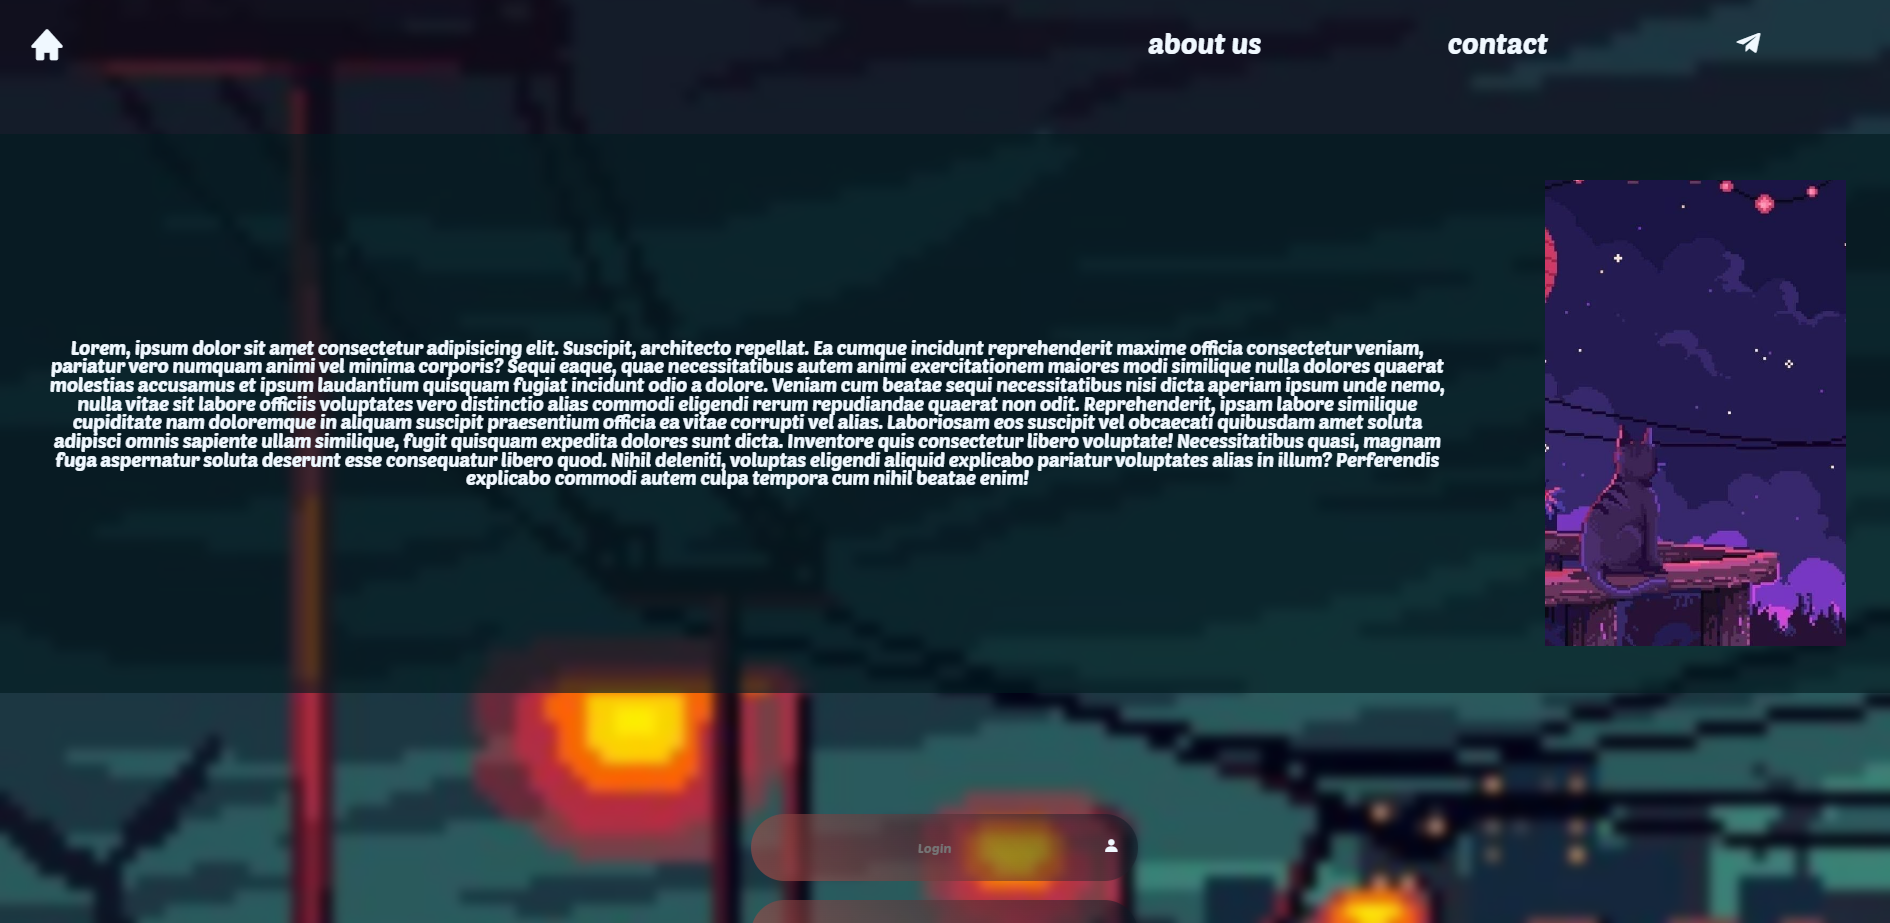 about us
contact
Lorem, ipsum dolor sit amet consectetur adipisicing elit. Suscipit, architecto repellat. Ea cumque incidunt reprehenderit maxime officia consectetur veniam,
pariatur vero numquam animi vel minima corporis? Sequi eaque, quae necessitatibus autem animi exercitationem maiores modi similique nulla dolores quaerat
molestias accusamus et ipsum laudantium quisquam fugiat incidunt odio a dolore. Veniam cum beatae sequi necessitatibus nisi dicta aperiam ipsum unde nemo,
nulla vitae sit labore officiis voluptates vero distinctio alias commodi eligendi rerum repudiandae quaerat non odit. Reprehenderit, ipsam labore similique
cupiditate nam doloremque in aliquam suscipit praesentium officia ea vitae corrupti vel alias. Laboriosam eos suscipit vel obcaecati quibusdam amet soluta
adipisci omnis sapiente ullam similique, fugit quisquam expedita dolores sunt dicta. Inventore quis consectetur libero voluptate! Necessitatibus quasi, magnam
fuga aspernatur soluta deserunt esse consequatur libero quod. Nihil deleniti, voluptas eligendi aliquid explicabo pariatur voluptates alias in illum? Perferendis
explicabo commodi autem culpa tempora cum nihil beatae enim!
Login